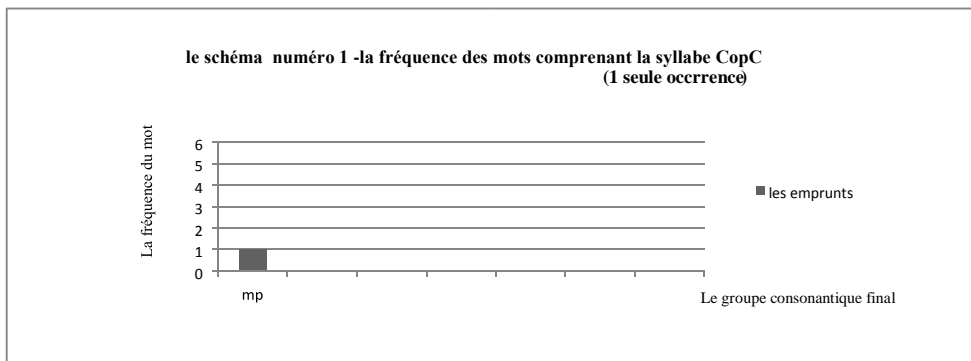 le schéma  numéro 1 -la fréquence des mots comprenant la syllabe CopC
(1 seule occrrence)
La fréquence du mot
6
5
4
3
2
1
0
mp
les emprunts
Le groupe consonantique final